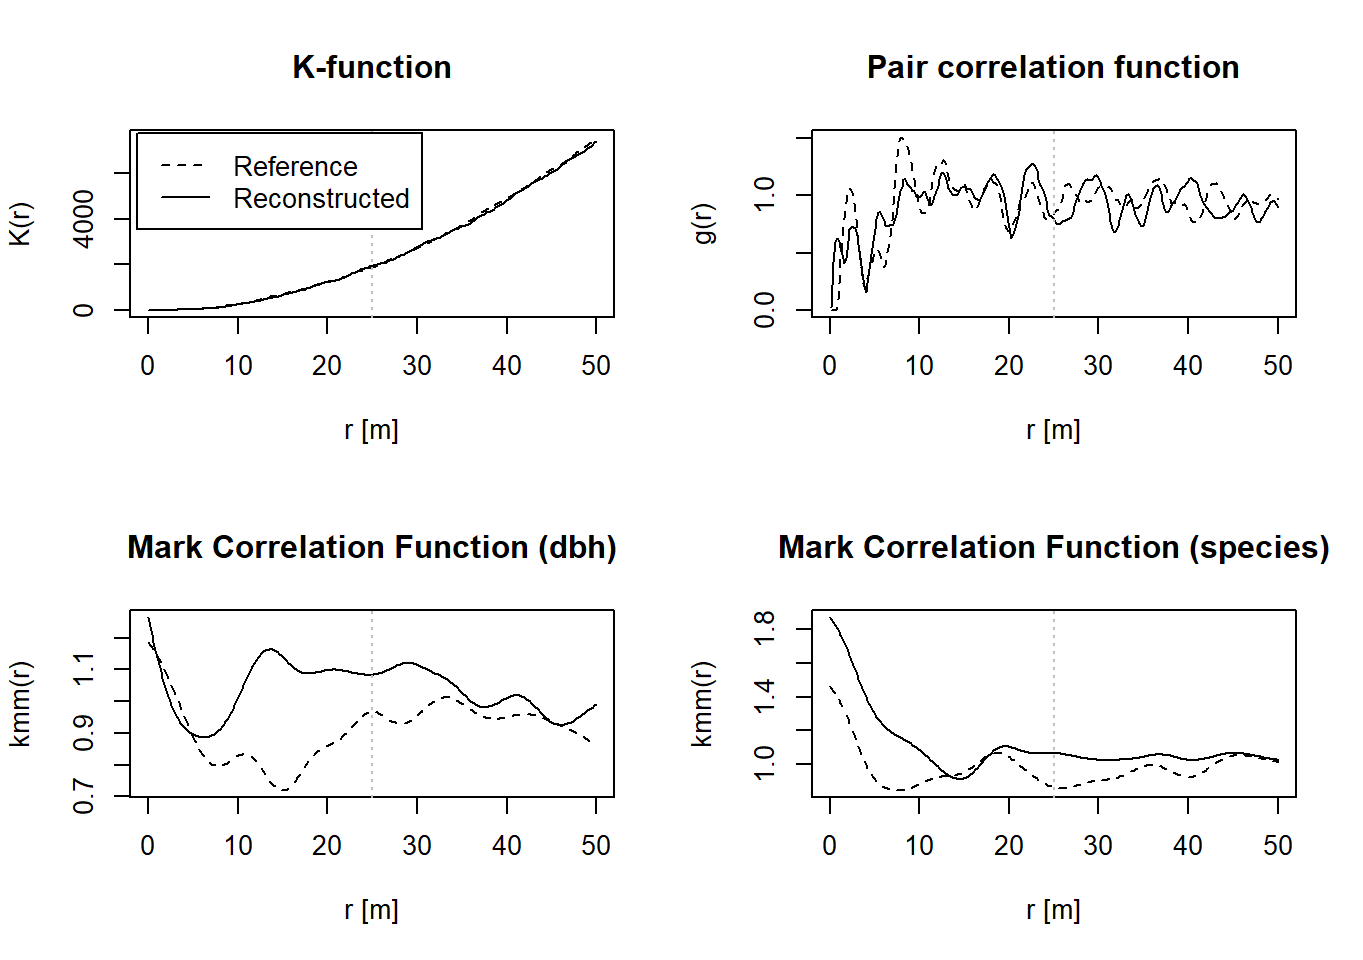 K-function
K(r)
4000
0
Reference
Reconstructed
0 10 20 30 40 50
r [m]
Pair correlation function
g(r)
1.0
0.0
0 10 20 30 40 50
r [m]
Mark Correlation Function (dbh)
kmm(r)
1.1
0.9
0.7
0 10 20 30 40 50
r [m]
Mark Correlation Function (species)
kmm(r)
1.8
1.4
1.0
0 10 20 30 40 50
r [m]